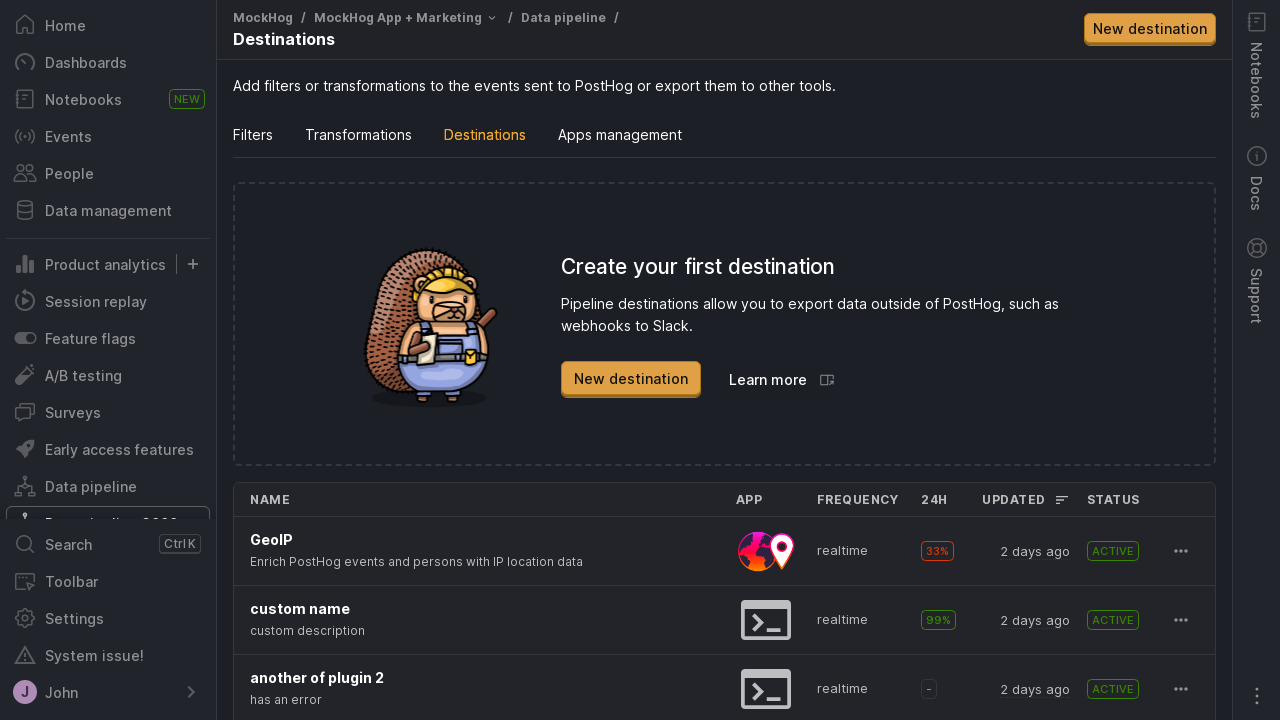 Home
Dashboards
Notebooks NEW
Events
People
Data management
Product analytics
Session replay
Feature flags
A/B testing
Surveys
Early access features
Data pipeline
Search Ctrl K
Toolbar
Settings
System issue!
J John
MockHog / MockHog App + Marketing / Data pipeline /
Destinations
New destination
Add filters or transformations to the events sent to PostHog or export them to other tools.
Filters Transformations Destinations Apps management
Create your first destination
Pipeline destinations allow you to export data outside of PostHog, such as
webhooks to Slack.
New destination Learn more
NAME APP FREQUENCY 24H UPDATED STATUS
GeoIP
Enrich PostHog events and persons with IP location data
realtime 33% 2 days ago ACTIVE
custom name
custom description
realtime 99% 2 days ago ACTIVE
another of plugin 2
has an error
realtime - 2 days ago ACTIVE
Notebooks
Docs
Support